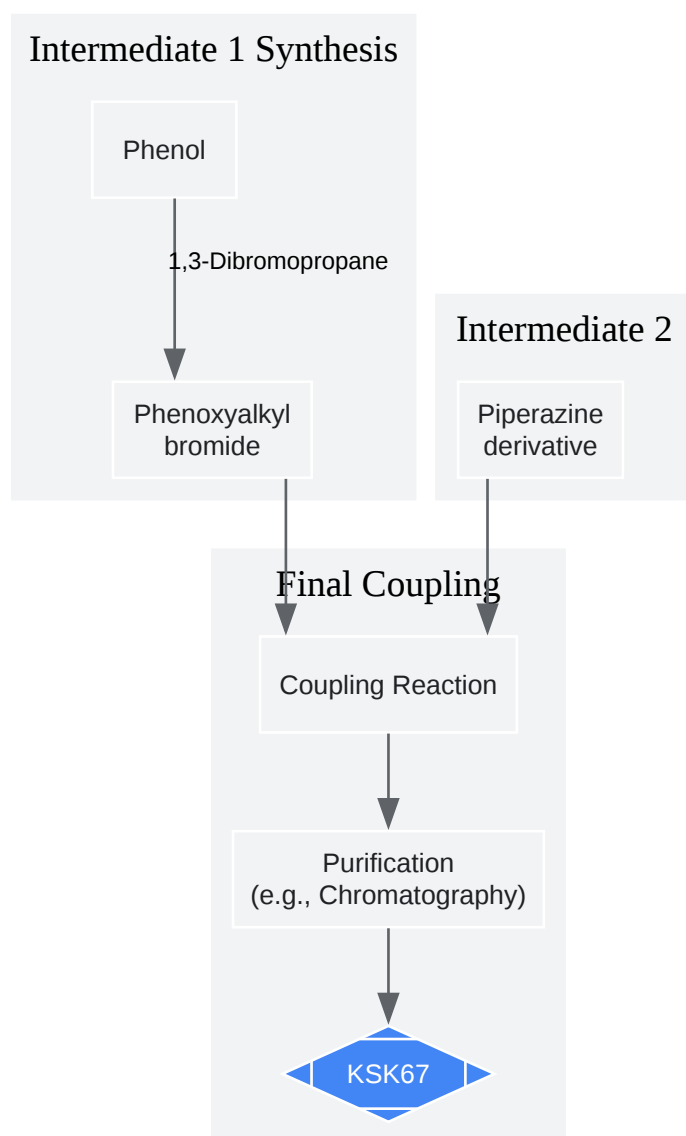 Intermediate 1 Synthesis
Phenol
1,3-Dibromopropane
Intermediate 2
Phenoxyalkyl
bromide
Piperazine
derivative
Final Coupling
Coupling Reaction
Purification
(e.g., Chromatography)
KSK67